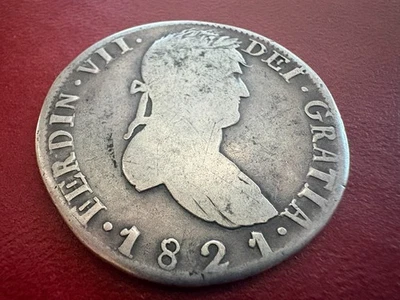 FERDIN · VII · DEI · GRATIA ·
· 1821 ·